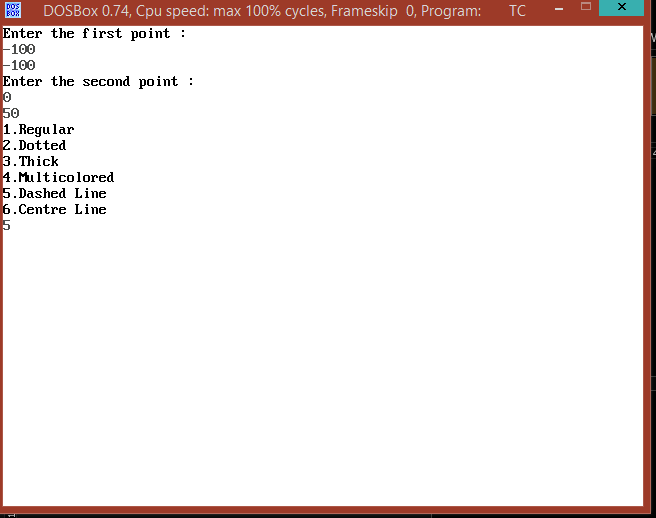 DOS BOX
DOSBox 0.74, Cpu speed: max 100% cycles, Frameskip 0, Program: TC
Enter the first point :
-100
-100
Enter the second point :
0
50
1.Regular
2.Dotted
3.Thick
4.Multicolored
5.Dashed Line
6.Centre Line
5